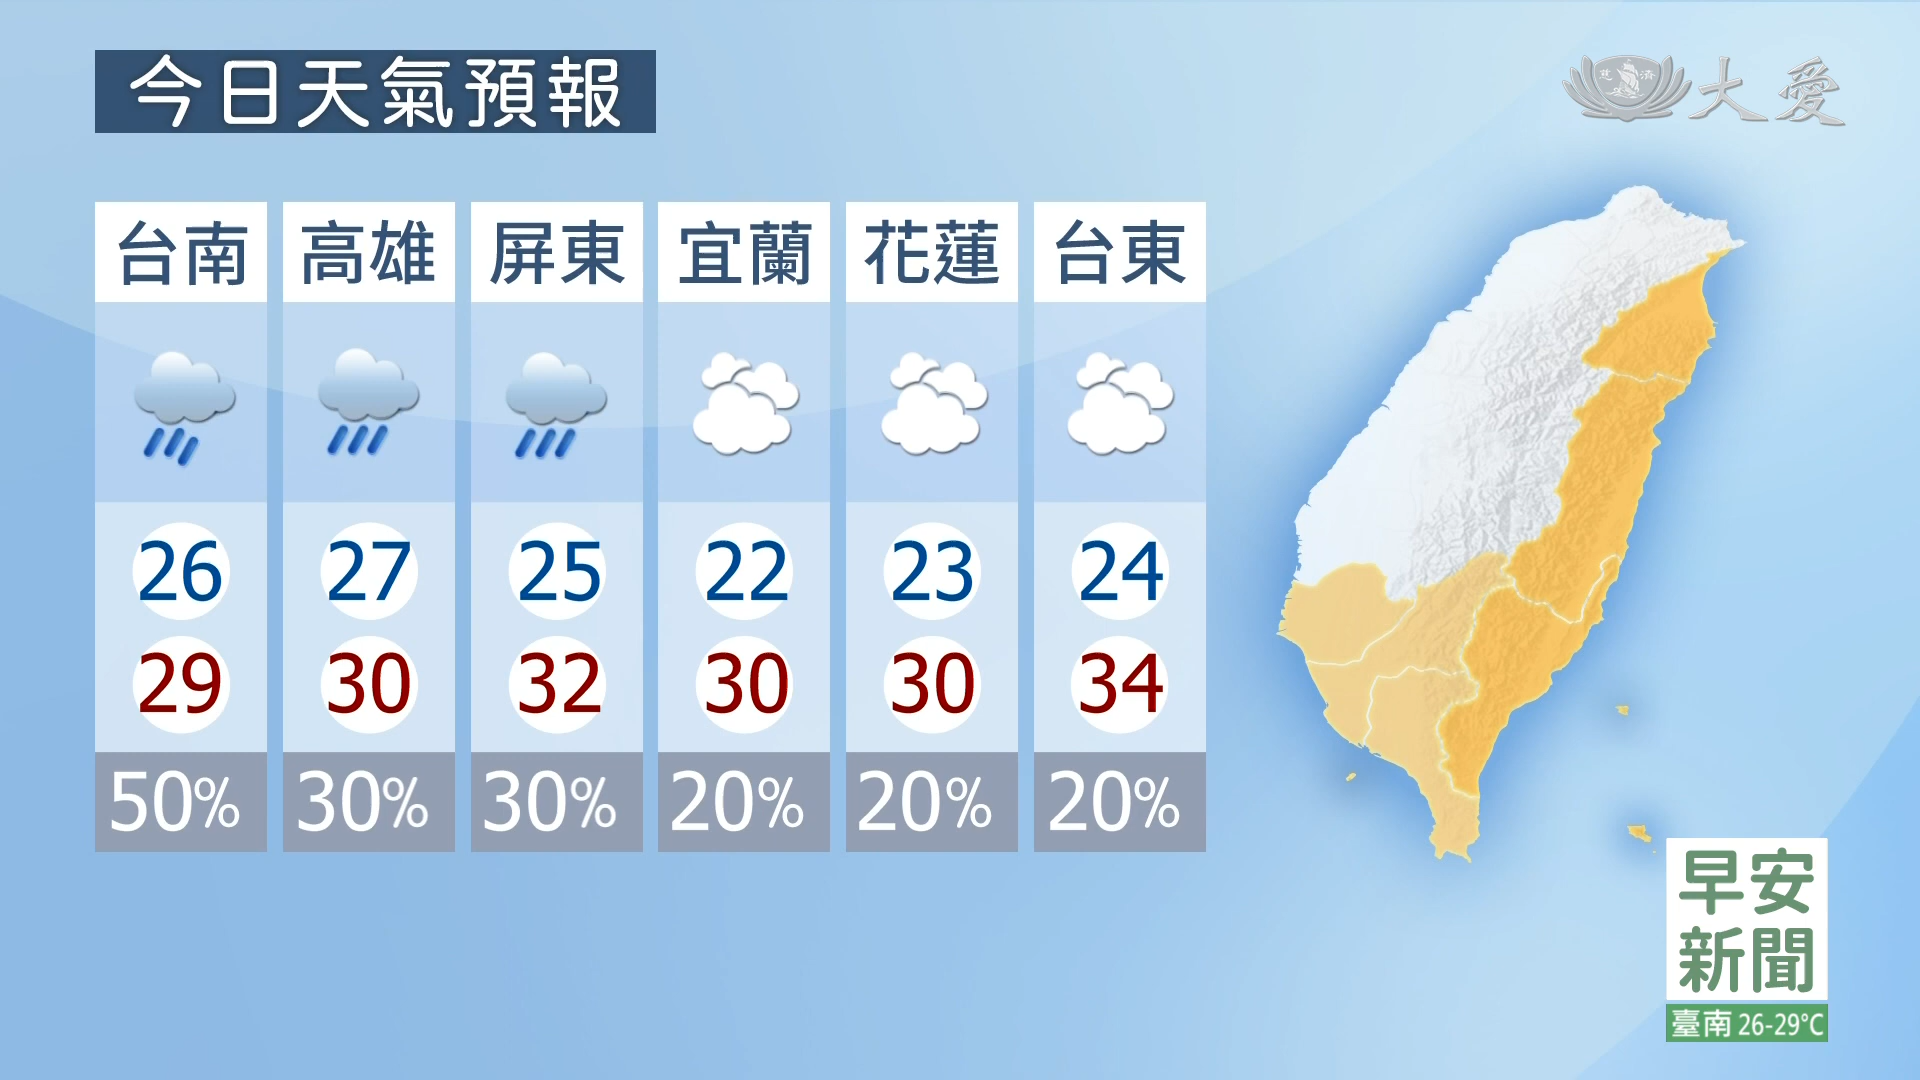 今日天氣預報
慈 濟
大愛
台南 高雄 屏東 宜蘭 花蓮 台東
26 27 25 22 23 24
29 30 32 30 30 34
50% 30% 30% 20% 20% 20%
早安
新聞
臺南 26-29°C